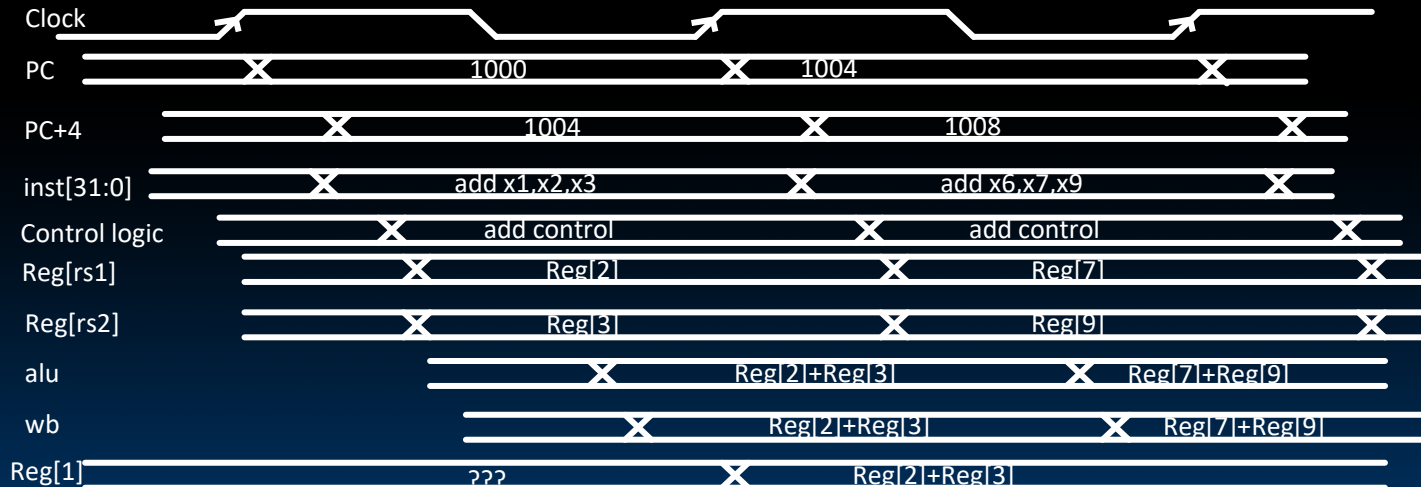 Clock
PC 1000 1004
PC+4 1004 1008
inst[31:0] add x1,x2,x3 add x6,x7,x9
Control logic add control add control
Reg[rs1] Reg[2] Reg[7]
Reg[rs2] Reg[3] Reg[9]
alu Reg[2]+Reg[3] Reg[7]+Reg[9]
wb Reg[2]+Reg[3] Reg[7]+Reg[9]
Reg[1] ??? Reg[2]+Reg[3]